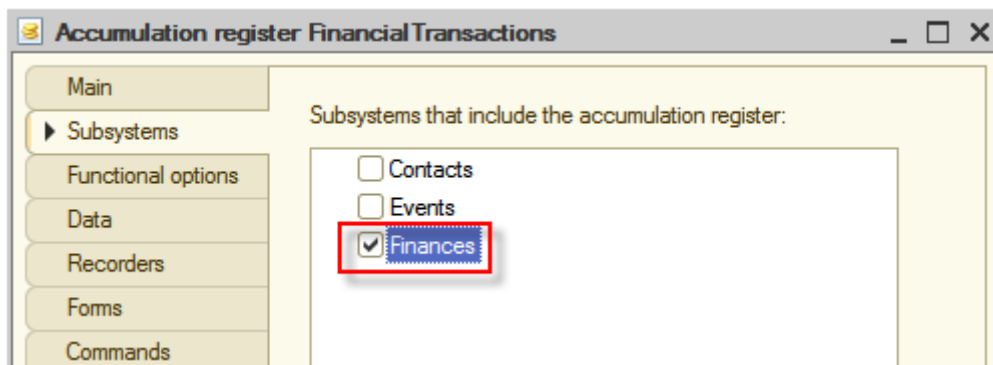 Accumulation register FinancialTransactions
Main
Subsystems
Functional options
Data
Recorders
Forms
Commands
Subsystems that include the accumulation register:
Contacts
Events
Finances